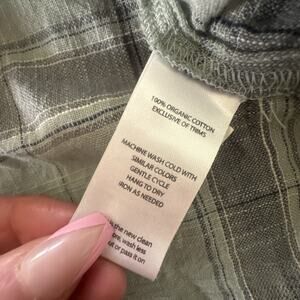 100% ORGANIC COTTON
EXCLUSIVE OF TRIMS
MACHINE WASH COLD WITH
SIMILAR COLORS
GENTLE CYCLE
HANG TO DRY
IRON AS NEEDED
the new clean
wash less
or pass it on